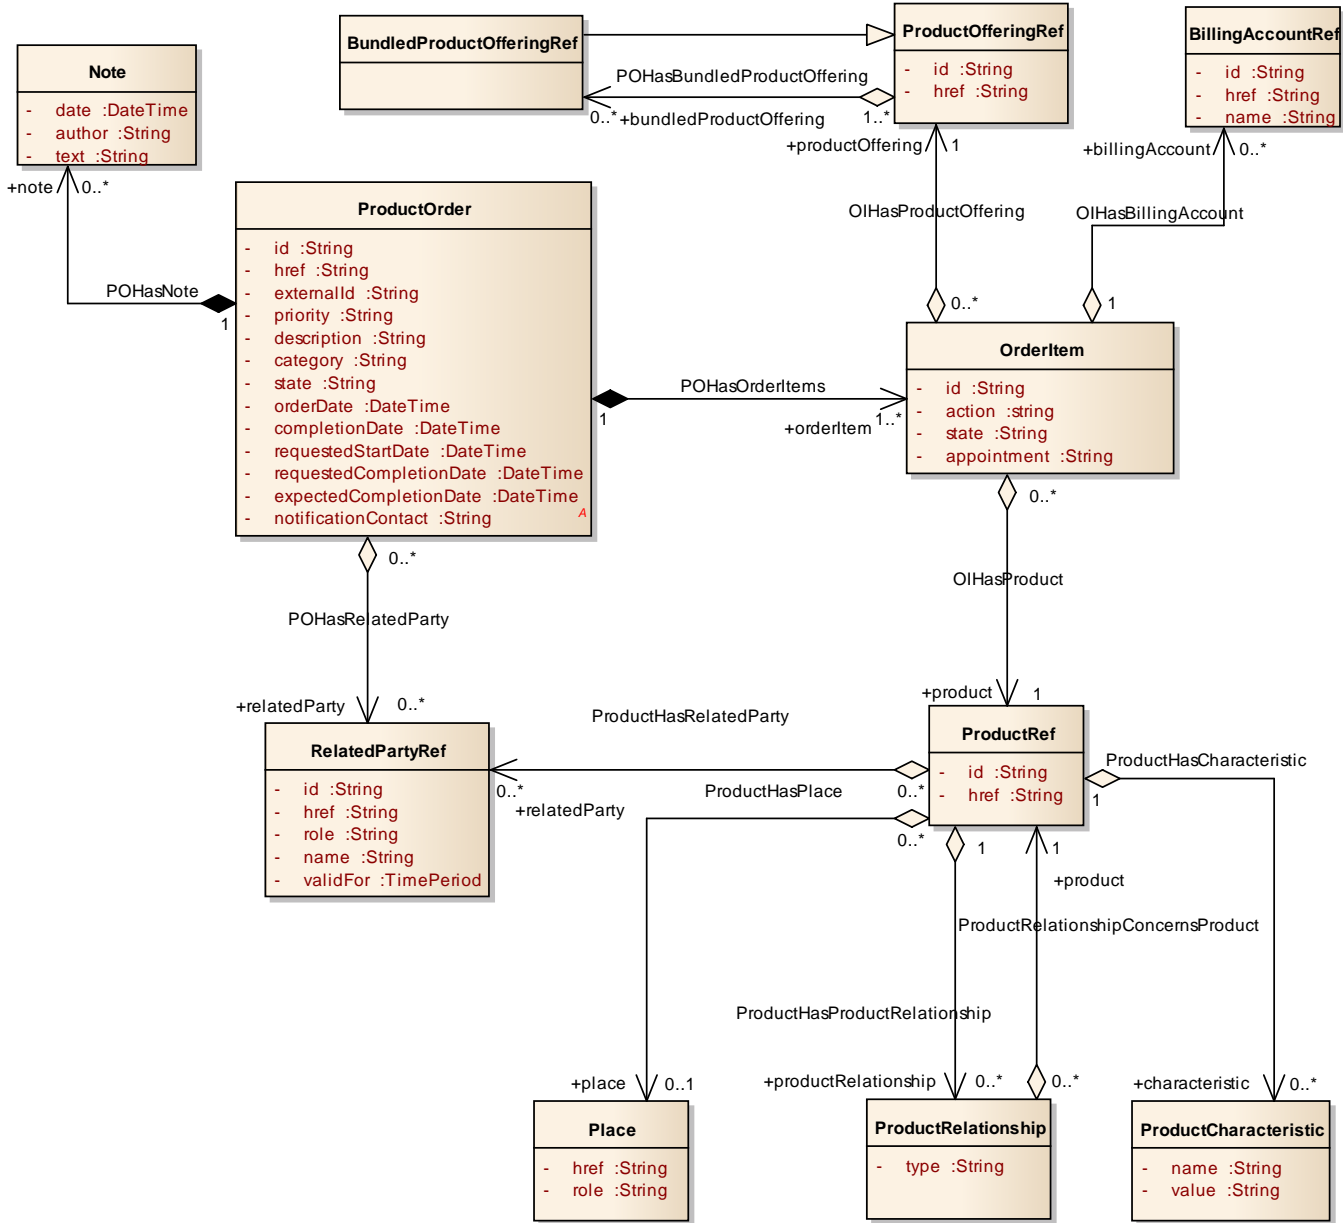 BundledProductOfferingRef
ProductOfferingRef
- id :String
- href :String
BillingAccountRef
- id :String
- href :String
- name :String
Note
- date :DateTime
- author :String
- text :String
POHasBundledProductOffering
0..* +bundledProductOffering 1..*
+productOffering 1
+billingAccount 0..*
+note 0..*
OIHasProductOffering
OIHasBillingAccount
ProductOrder
- id :String
- href :String
- externalId :String
- priority :String
- description :String
- category :String
- state :String
- orderDate :DateTime
- completionDate :DateTime
- requestedStartDate :DateTime
- requestedCompletionDate :DateTime
- expectedCompletionDate :DateTime
- notificationContact :String
A
POHasNote
1
0..*
1
OrderItem
- id :String
- action :string
- state :String
- appointment :String
POHasOrderItems
1
+orderItem 1..*
0..*
0..*
OIHasProduct
POHasRelatedParty
+product 1
+relatedParty 0..*
ProductHasRelatedParty
RelatedPartyRef
- id :String
- href :String
- role :String
- name :String
- validFor :TimePeriod
ProductRef
- id :String
- href :String
ProductHasCharacteristic
1
0..*
+relatedParty
ProductHasPlace
0..*
0..*
1
1
+product
ProductRelationshipConcernsProduct
ProductHasProductRelationship
+place 0..1
+productRelationship 0..*
0..*
+characteristic 0..*
Place
- href :String
- role :String
ProductRelationship
- type :String
ProductCharacteristic
- name :String
- value :String